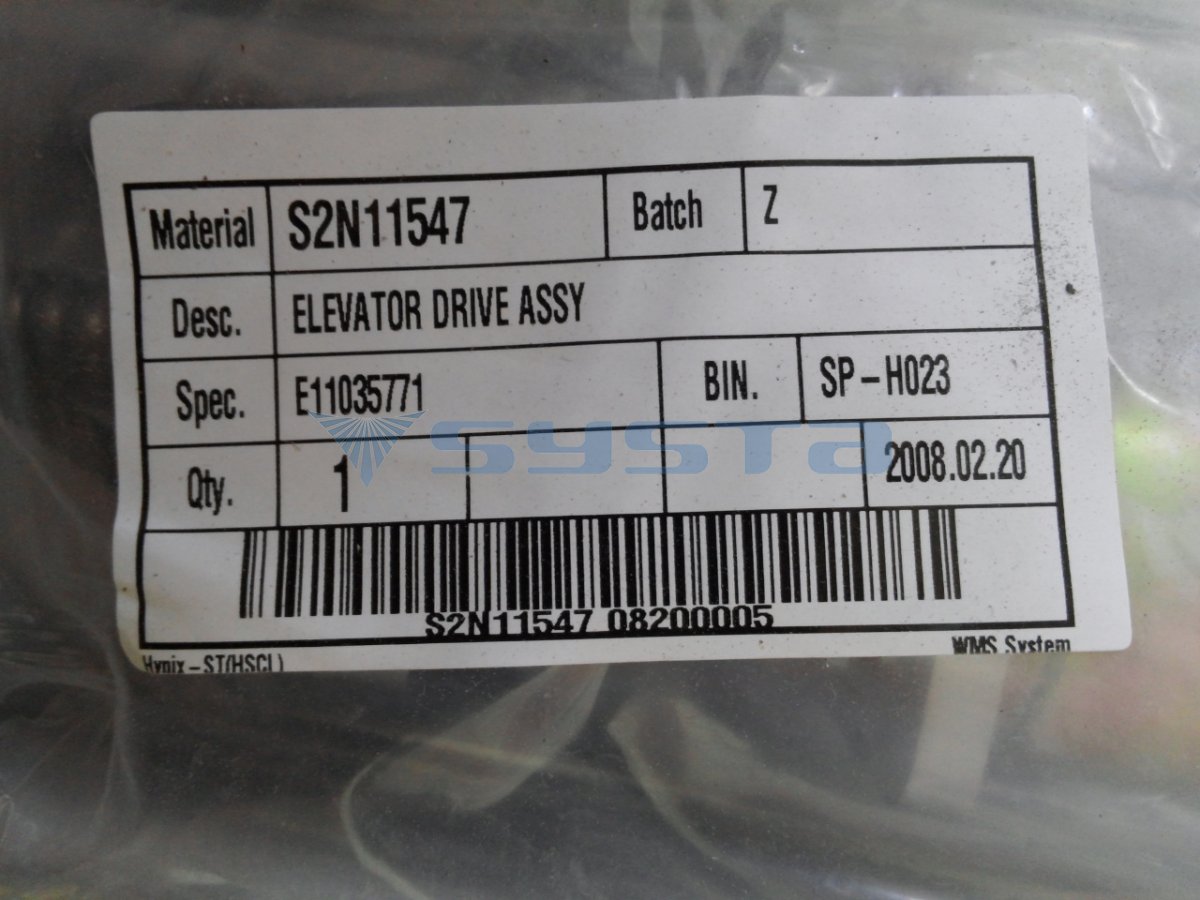 Material S2N11547 Batch Z
Desc. ELEVATOR DRIVE ASSY
Spec. E11035771 BIN. SP-H023
systa
Qty. 1 2008.02.20
S2N11547 08200005
Hynix-ST(HSCL) WMS System